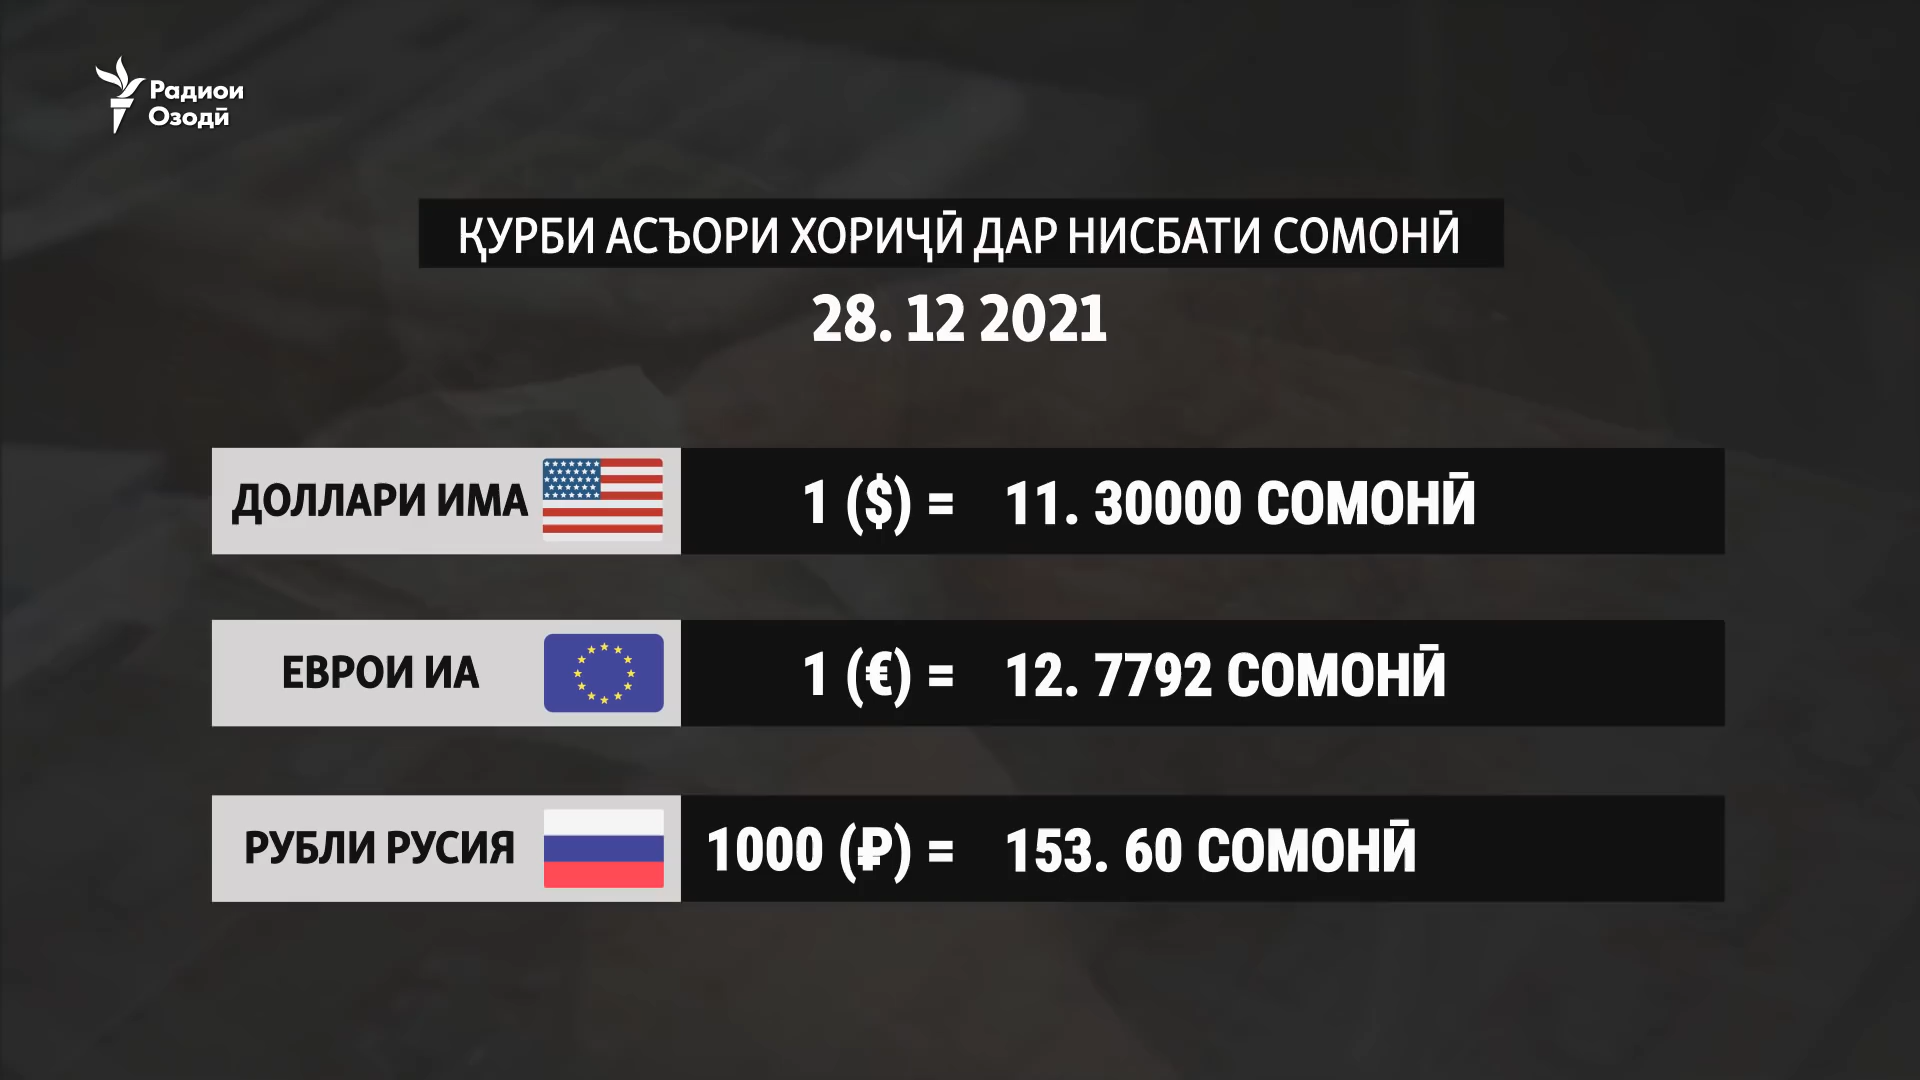 Радиои
Озодӣ
ҚУРБИ АСЪОРИ ХОРИҶӢ ДАР НИСБАТИ СОМОНӢ
28. 12 2021
ДОЛЛАРИ ИМА 1 ($) = 11. 30000 СОМОНӢ
ЕВРОИ ИА 1 (€) = 12. 7792 СОМОНӢ
РУБЛИ РУСИЯ 1000 (₽) = 153. 60 СОМОНӢ